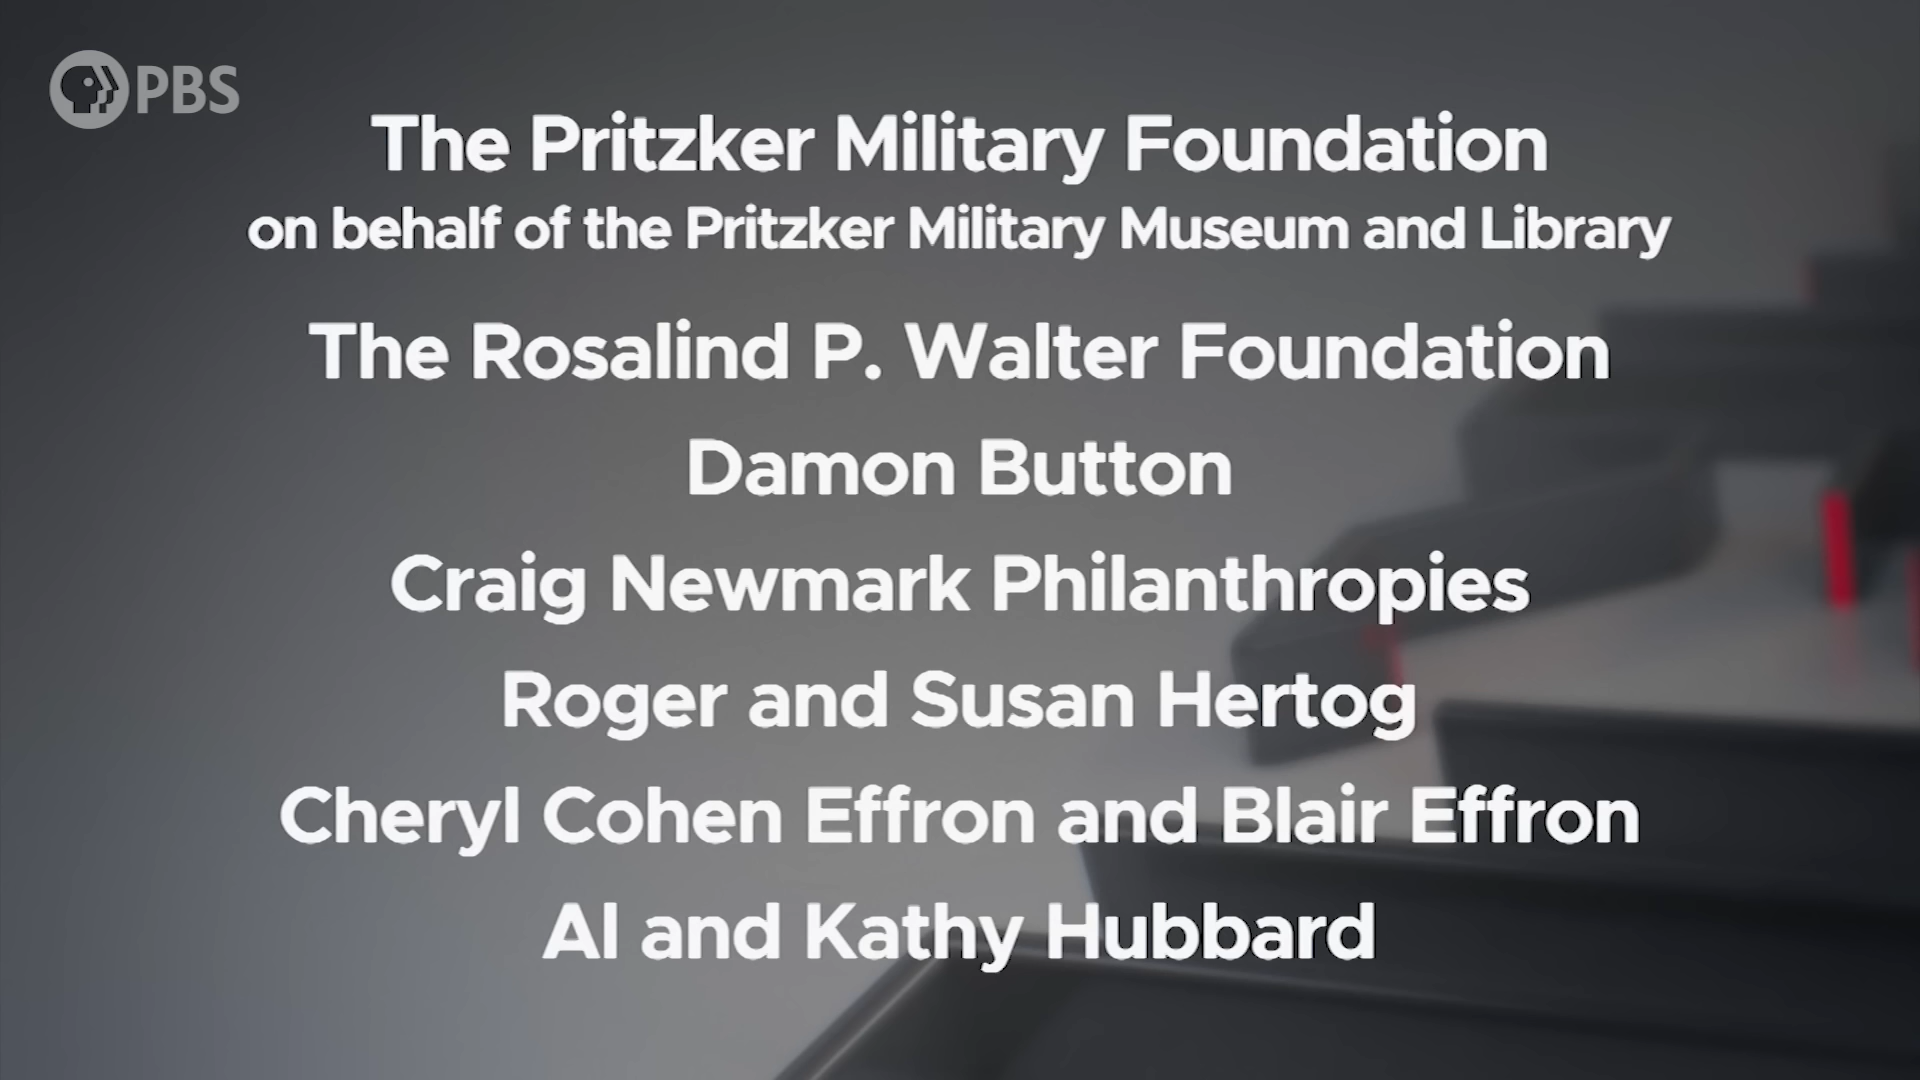 PBS
The Pritzker Military Foundation
on behalf of the Pritzker Military Museum and Library
The Rosalind P. Walter Foundation
Damon Button
Craig Newmark Philanthropies
Roger and Susan Hertog
Cheryl Cohen Effron and Blair Effron
Al and Kathy Hubbard